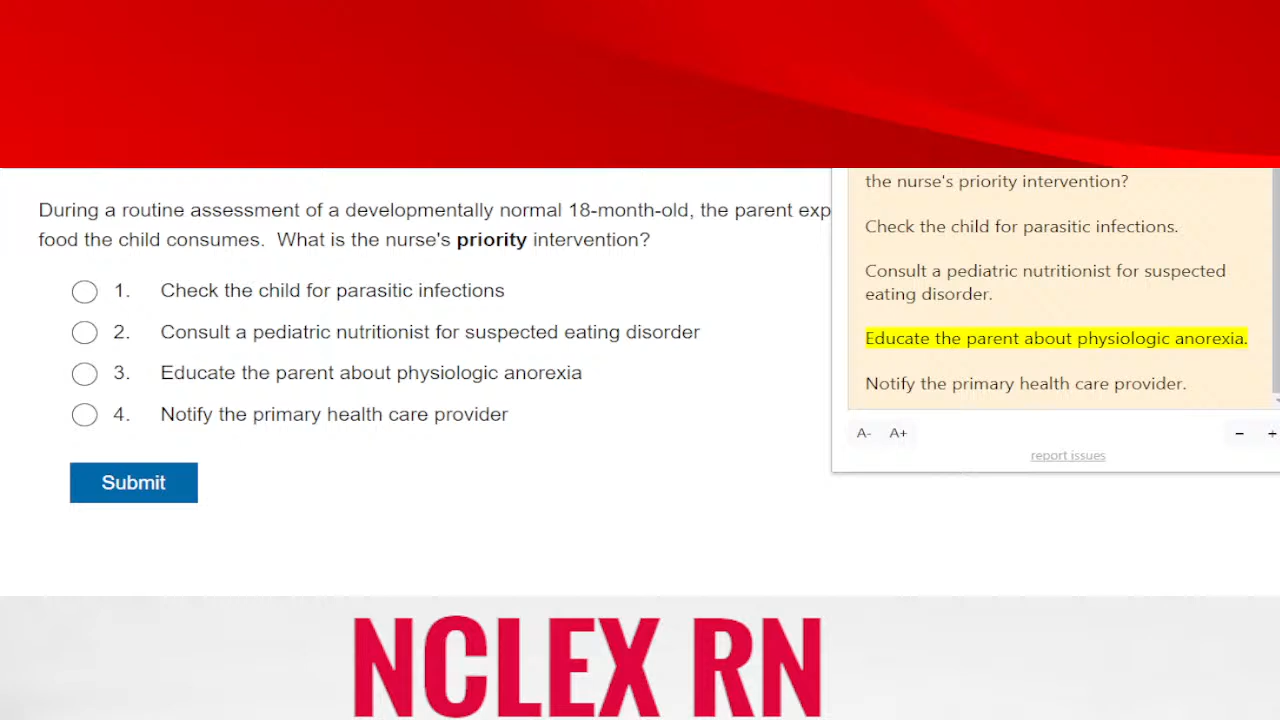 During a routine assessment of a developmentally normal 18-month-old, the parent exp
food the child consumes. What is the nurse's priority intervention?
1. Check the child for parasitic infections
2. Consult a pediatric nutritionist for suspected eating disorder
3. Educate the parent about physiologic anorexia
4. Notify the primary health care provider
Submit
the nurse's priority intervention?
Check the child for parasitic infections.
Consult a pediatric nutritionist for suspected
eating disorder.
Educate the parent about physiologic anorexia.
Notify the primary health care provider.
A- A+ − +
report issues
NCLEX RN